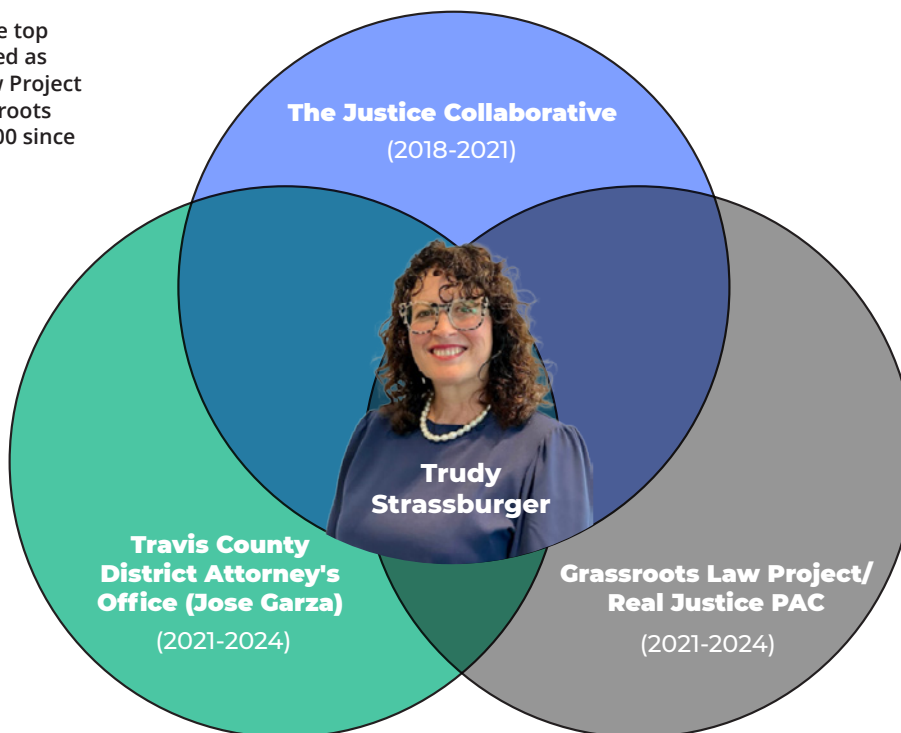 e top
ed as
Project
roots
00 since
The Justice Collaborative
(2018-2021)
Trudy
Strassburger
Travis County
District Attorney's
Office (Jose Garza)
(2021-2024)
Grassroots Law Project/
Real Justice PAC
(2021-2024)